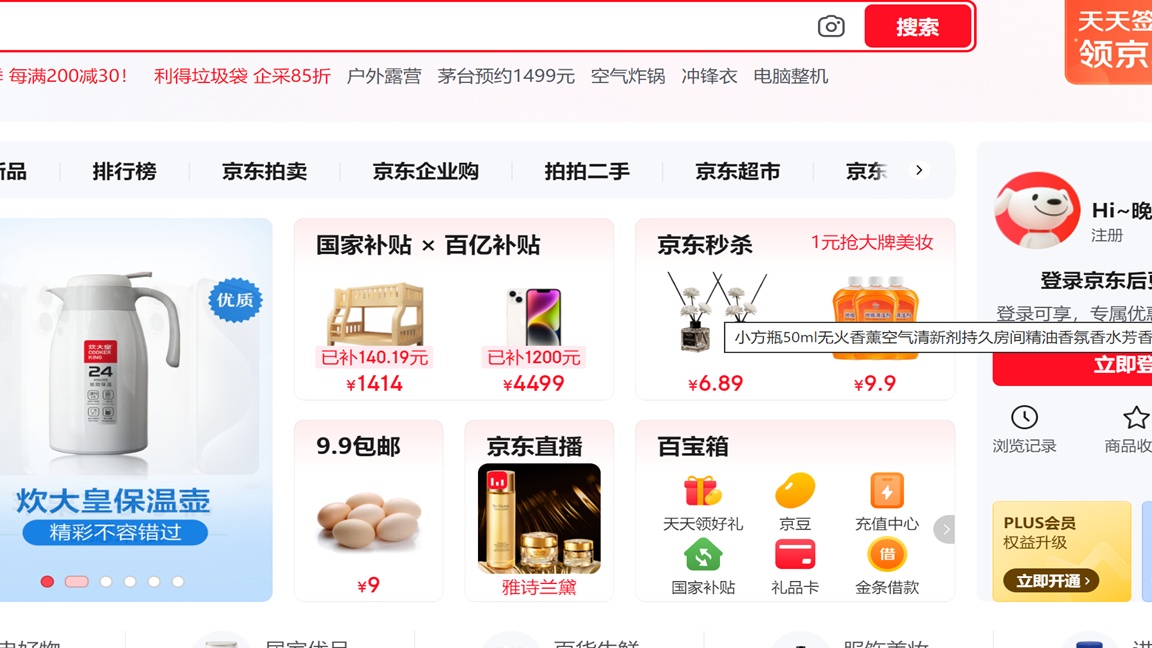 搜索
天天签
领京
每满200减30！ 利得垃圾袋 企采85折 户外露营 茅台预约1499元 空气炸锅 冲锋衣 电脑整机
新品 排行榜 京东拍卖 京东企业购 拍拍二手 京东超市 京东
Hi~晚
注册
登录京东后更
登录可享，专属优惠
立即登
浏览记录
商品收
PLUS会员
权益升级
立即开通
优质
炊大皇
COOKER KING
24
炊大皇保温壶
精彩不容错过
国家补贴 × 百亿补贴
已补140.19元
¥1414
已补1200元
¥4499
京东秒杀
1元抢大牌美妆
小方瓶50ml无火香薰空气清新剂持久房间精油香氛香水芳香
¥6.89
¥9.9
9.9包邮
¥9
京东直播
雅诗兰黛
百宝箱
天天领好礼 京豆 充值中心
借
国家补贴 礼品卡 金条借款
国家优品
百货生鲜
服饰美妆